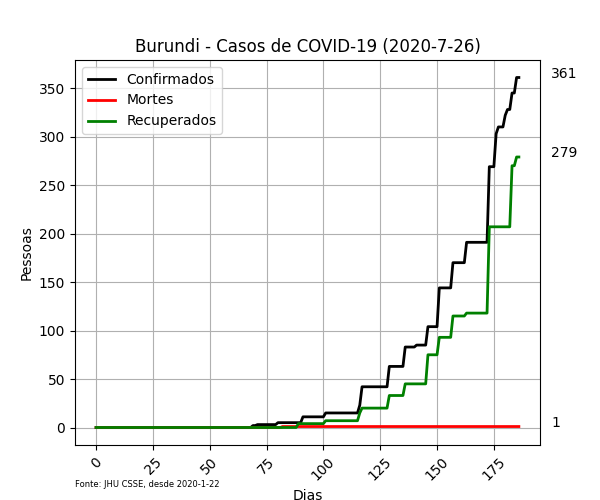 Burundi - Casos de COVID-19 (2020-7-26)
Confirmados
Mortes
Recuperados
361
279
1
350
300
250
200
150
100
50
0
Pessoas
0 25 50 75 100 125 150 175
Fonte: JHU CSSE, desde 2020-1-22
Dias